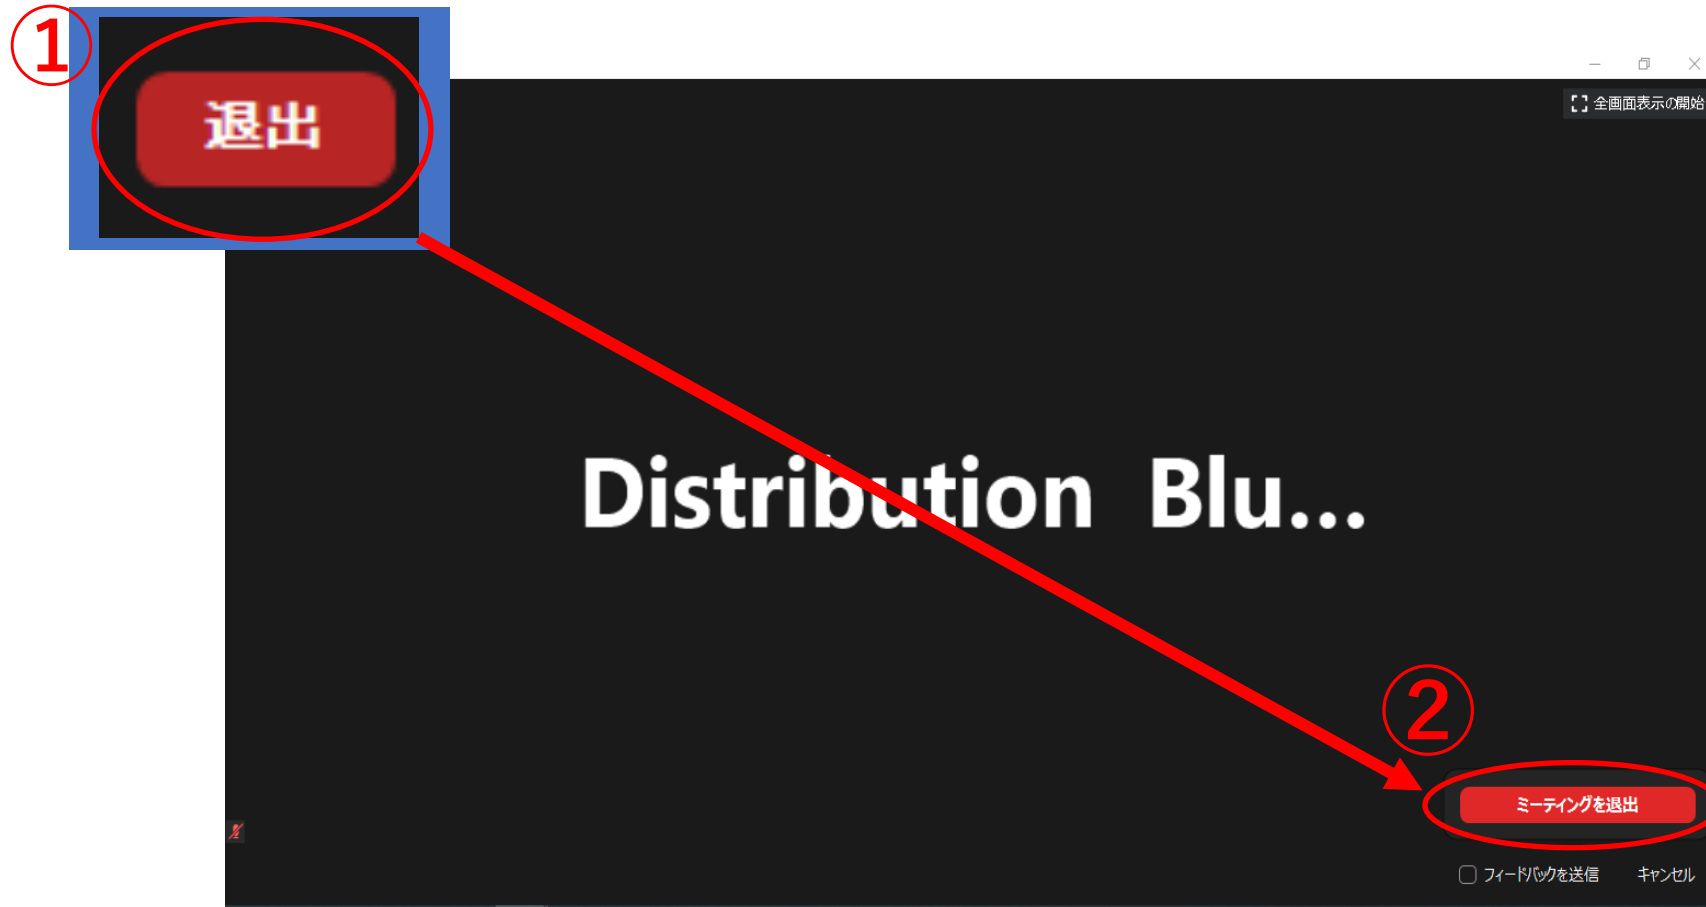 ①
退出
全画面表示の開始
Distribution Blu...
②
ミーティングを退出
フィードバックを送信 キャンセル